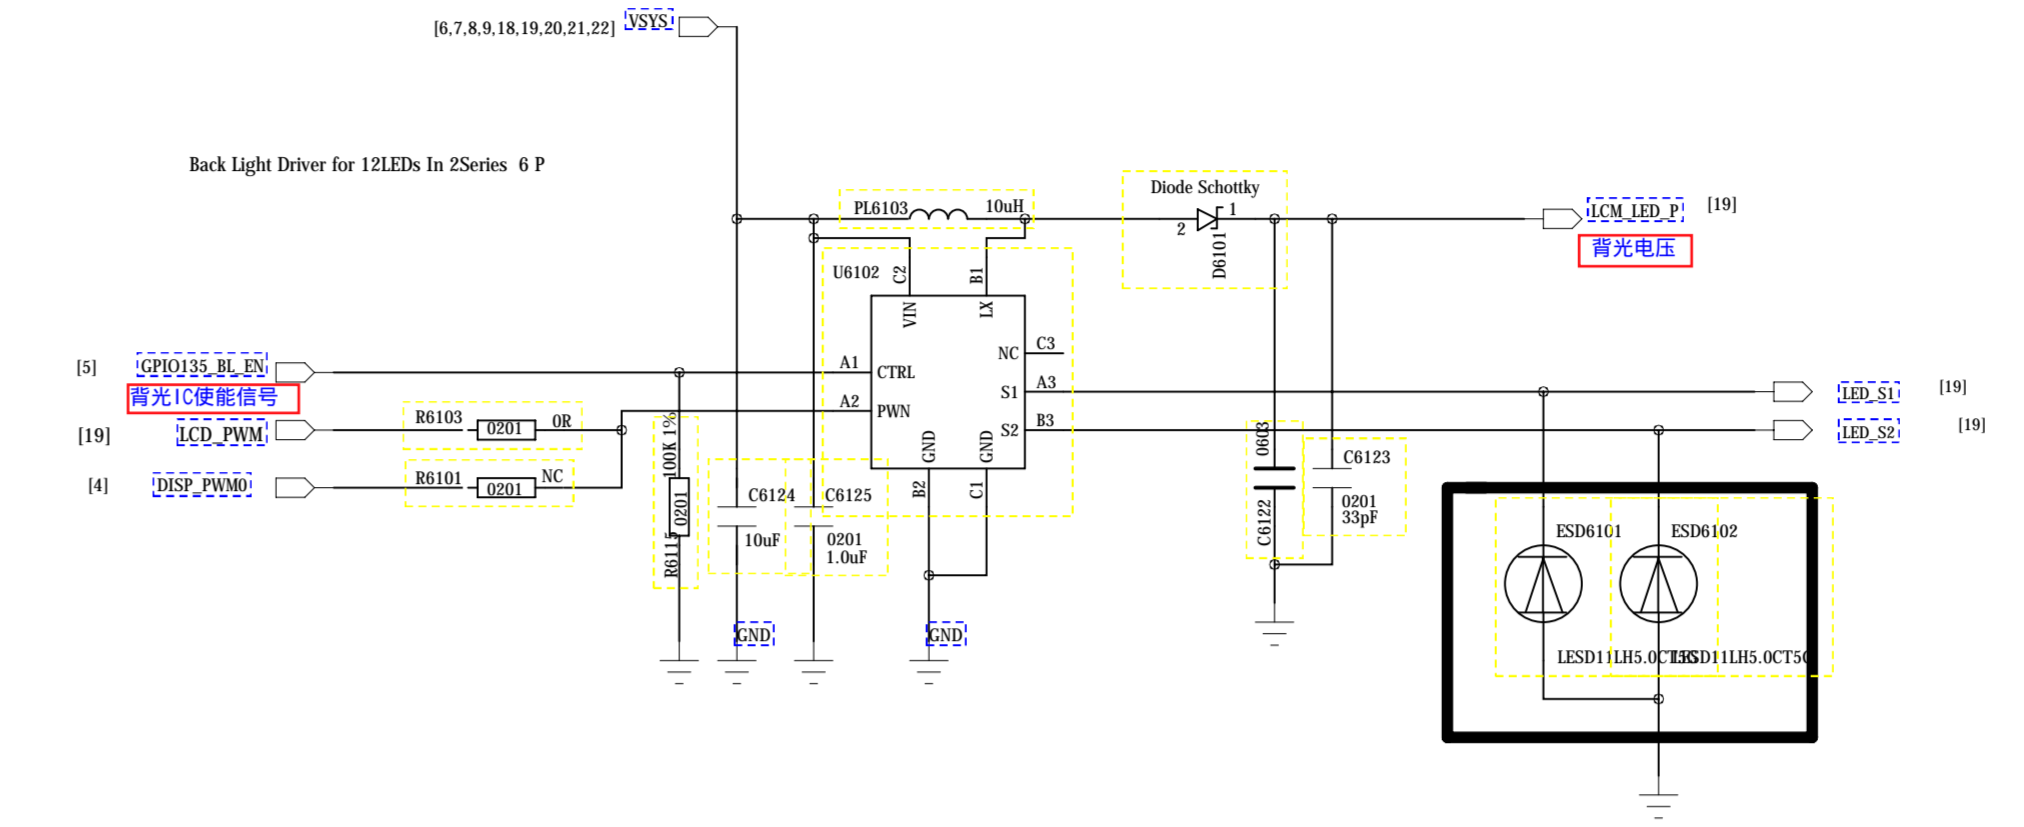 [6,7,8,9,18,19,20,21,22] VSYS
Back Light Driver for 12LEDs In 2Series 6 P
PL6103 10uH
Diode Schottky
2 1
D6101
LCM_LED_P [19]
背光电压
U6102
C2 B1
VIN LX
[5] GPIO135_BL_EN
背光IC使能信号
A1 CTRL
A2 PWN
NC C3
S1 A3
S2 B3
GND GND
B2 C1
LED_S1 [19]
LED_S2 [19]
[19] LCD_PWM
R6103 0201 0R
[4] DISP_PWM0
R6101 0201 NC
100K 1%
0201
R6115
C6124
10uF
C6125
0201
1.0uF
0603
C6122
C6123
0201
33pF
ESD6101 ESD6102
LESD11LH5.0CT5G LESD11LH5.0CT5G
GND GND